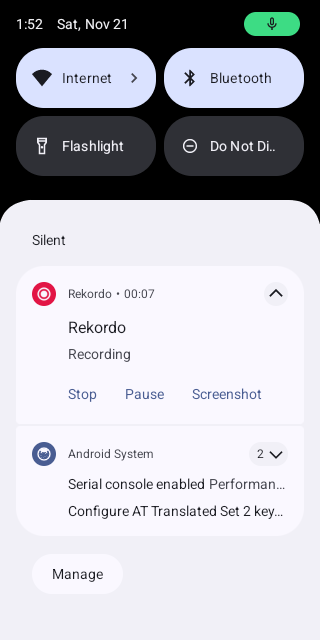 1:52 Sat, Nov 21
Internet
Bluetooth
Flashlight
Do Not Di..
Silent
Rekordo • 00:07
Rekordo
Recording
Stop Pause Screenshot
Android System 2
Serial console enabled Performan...
Configure AT Translated Set 2 key...
Manage